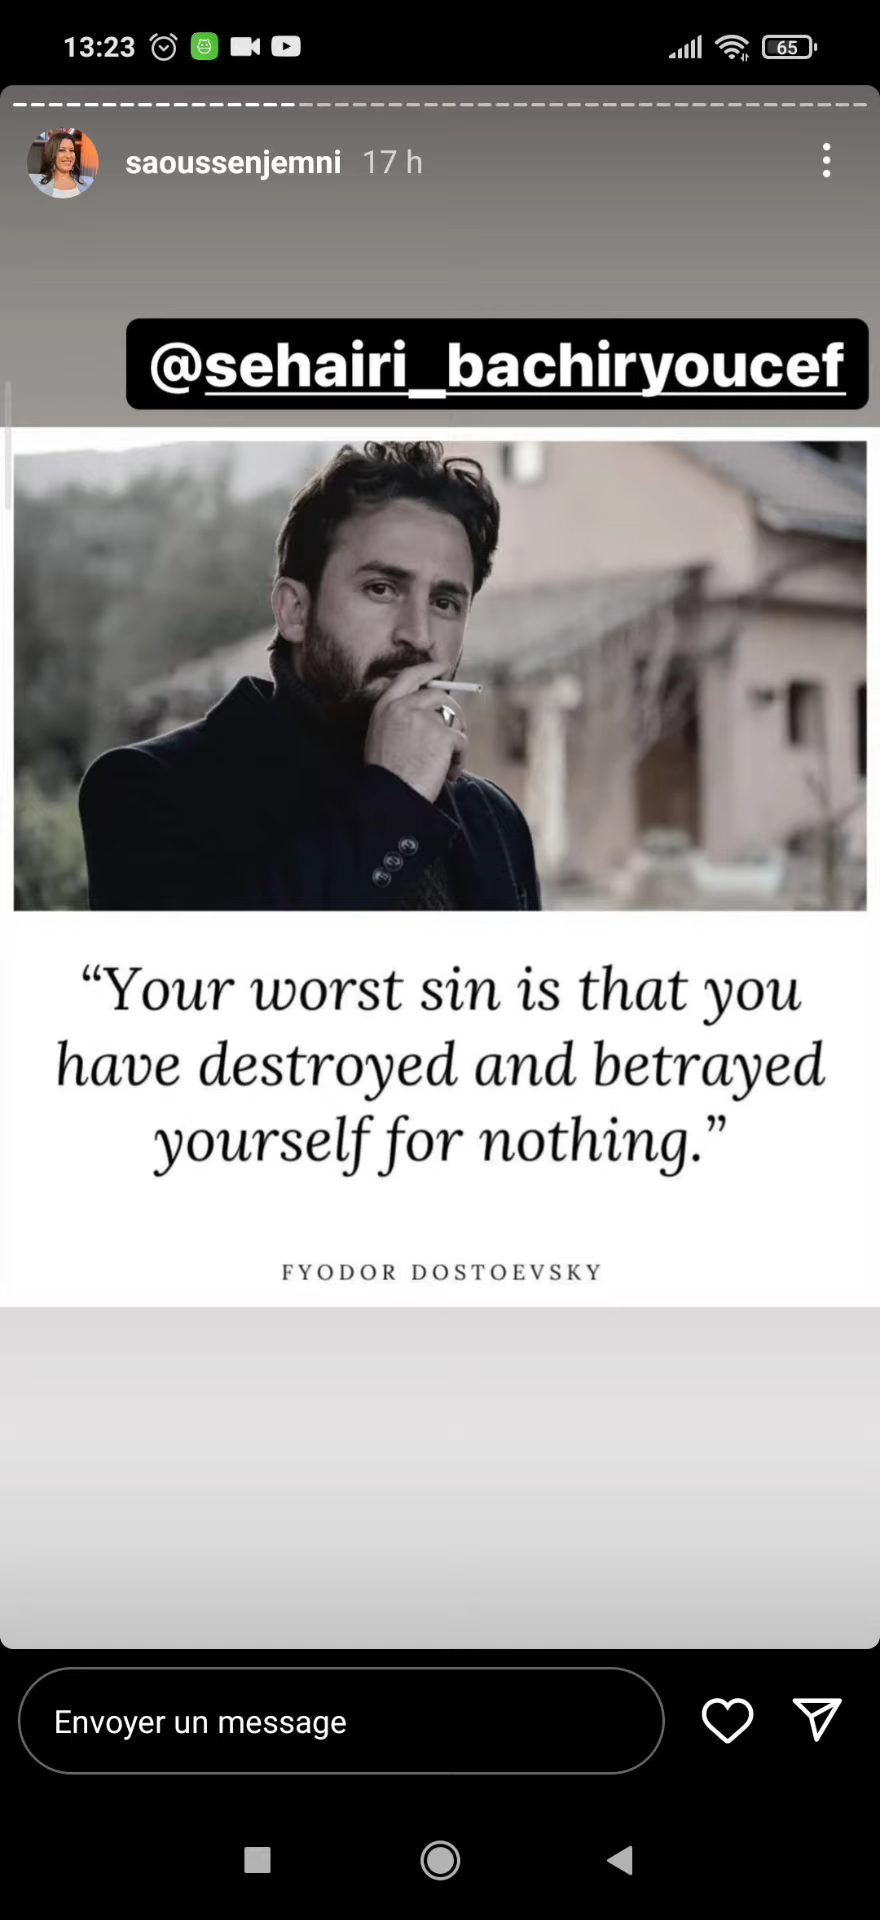 13:23
65
saoussenjemni 17 h
@sehairi_bachiryoucef
“Your worst sin is that you
have destroyed and betrayed
yourself for nothing.”
FYODOR DOSTOEVSKY
Envoyer un message